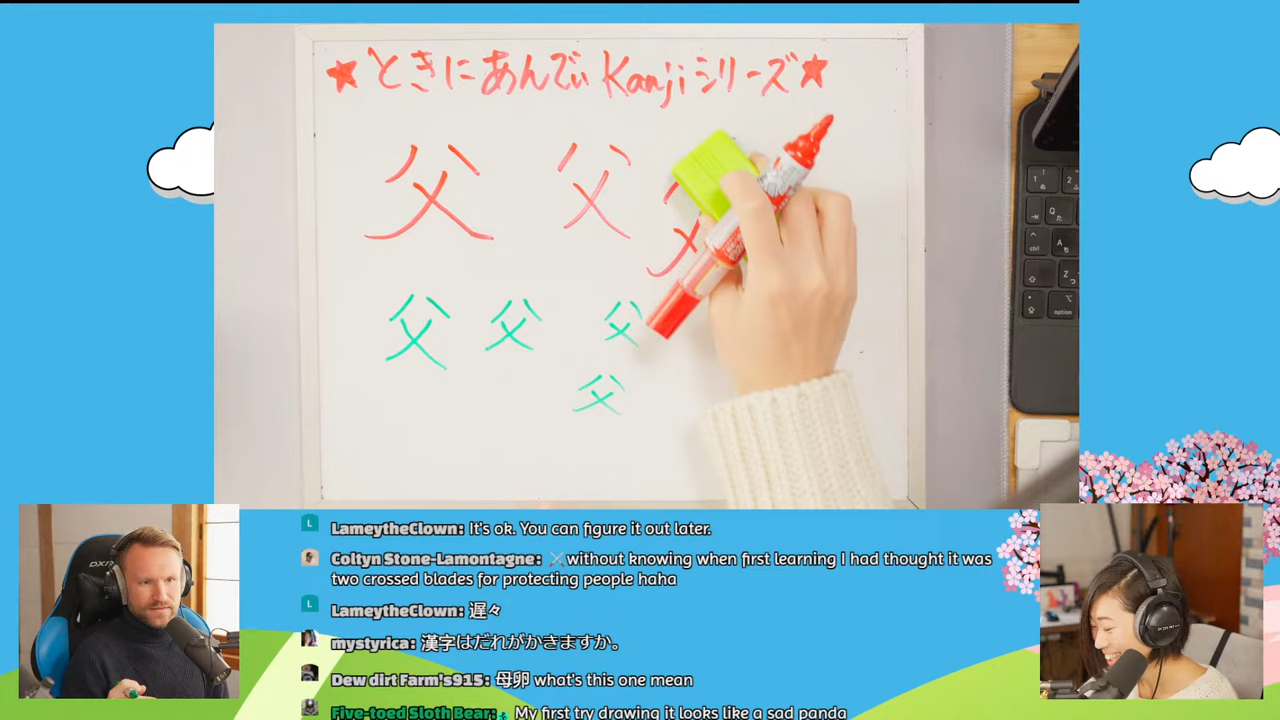 ★ときにあんでぃKanjiシリーズ★
父 父
父 父 父
父
DXR
LameytheClown: It's ok. You can figure it out later.
Coltyn Stone-Lamontagne: ⚔without knowing when first learning I had thought it was
two crossed blades for protecting people haha
LameytheClown: 遅々
mystyrica: 漢字はだれがかきますか。
Dew dirt Farm's915: 母卵 what's this one mean
Five-toed Sloth Bear: My first try drawing it looks like a sad panda